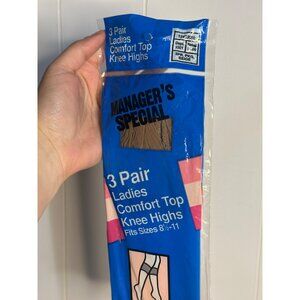 3 Pair
Ladies
Comfort Top
Knee Highs
MANAGER'S
SPECIAL
3 Pair
Ladies
Comfort Top
Knee Highs
Fits Sizes 8½-11